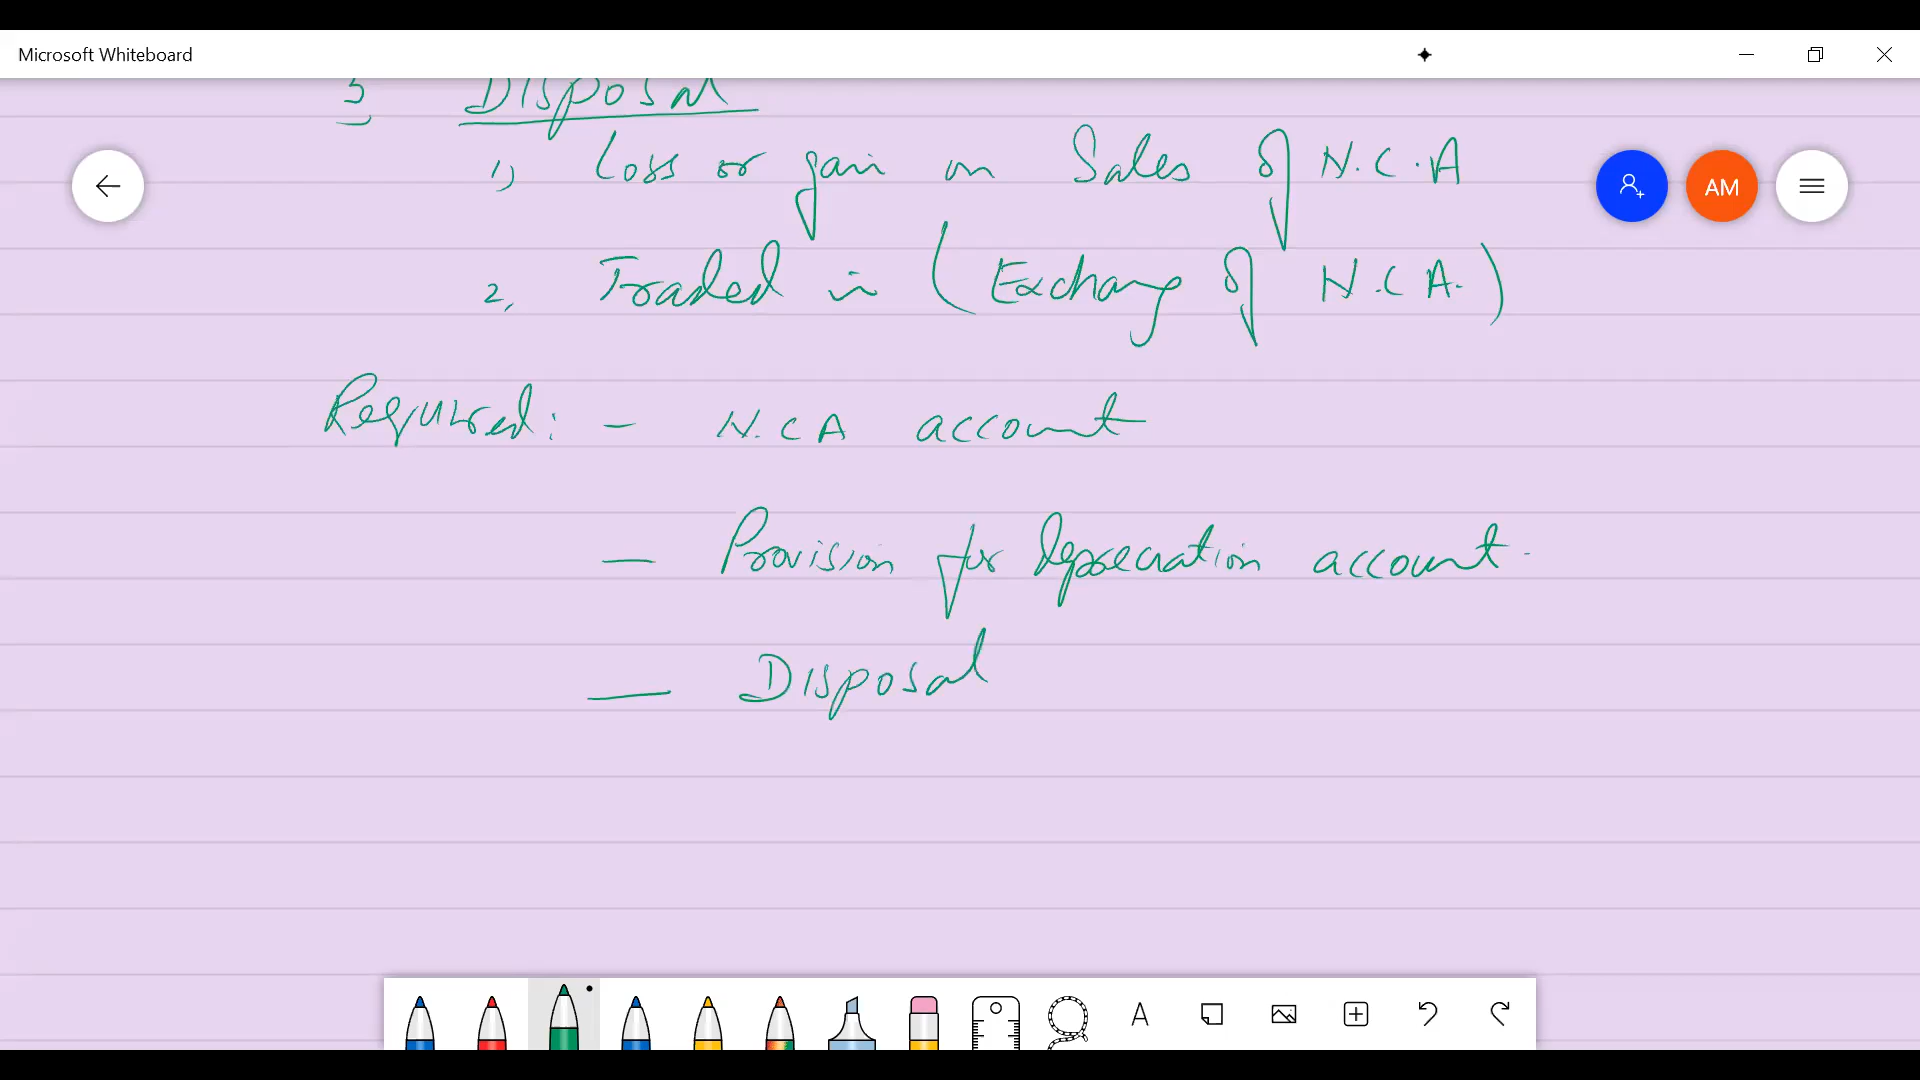 Microsoft Whiteboard
3 Disposal
1) Loss or gain on Sales of N.C.A
2. Traded in (Exchange of N.C.A.)
AM
Required: - N.C A account
- Provision for Depreciation account.
- Disposal
A